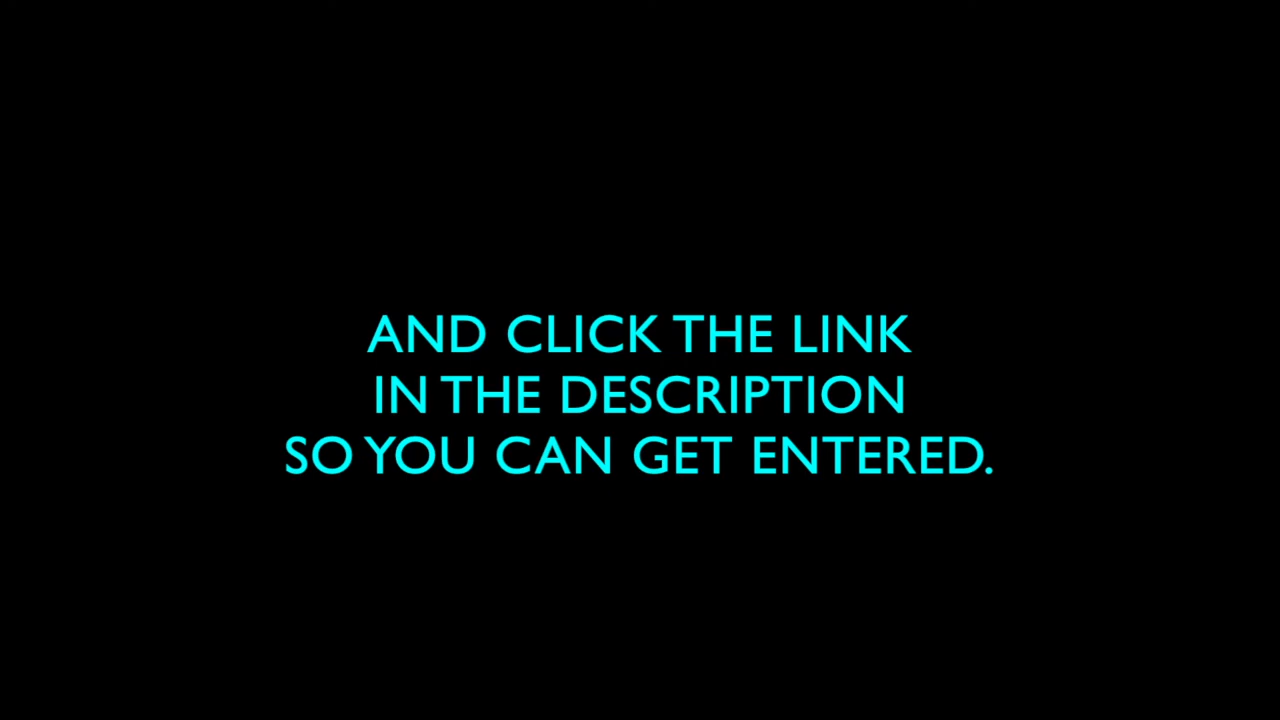 AND CLICK THE LINK
IN THE DESCRIPTION
SO YOU CAN GET ENTERED.